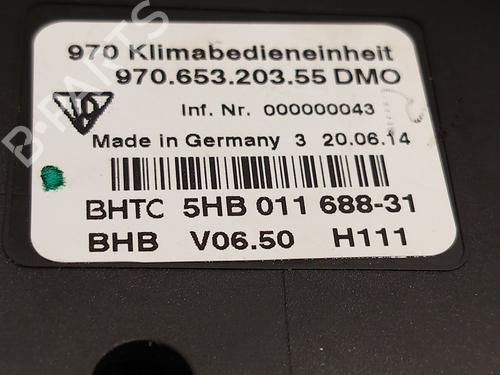 970 Klimabedieneinheit
970.653.203.55 DMO
Inf. Nr. 000000043
Made in Germany 3 20.06.14
BHTC 5HB 011 688-31
BHB V06.50 H111
B-PARTS